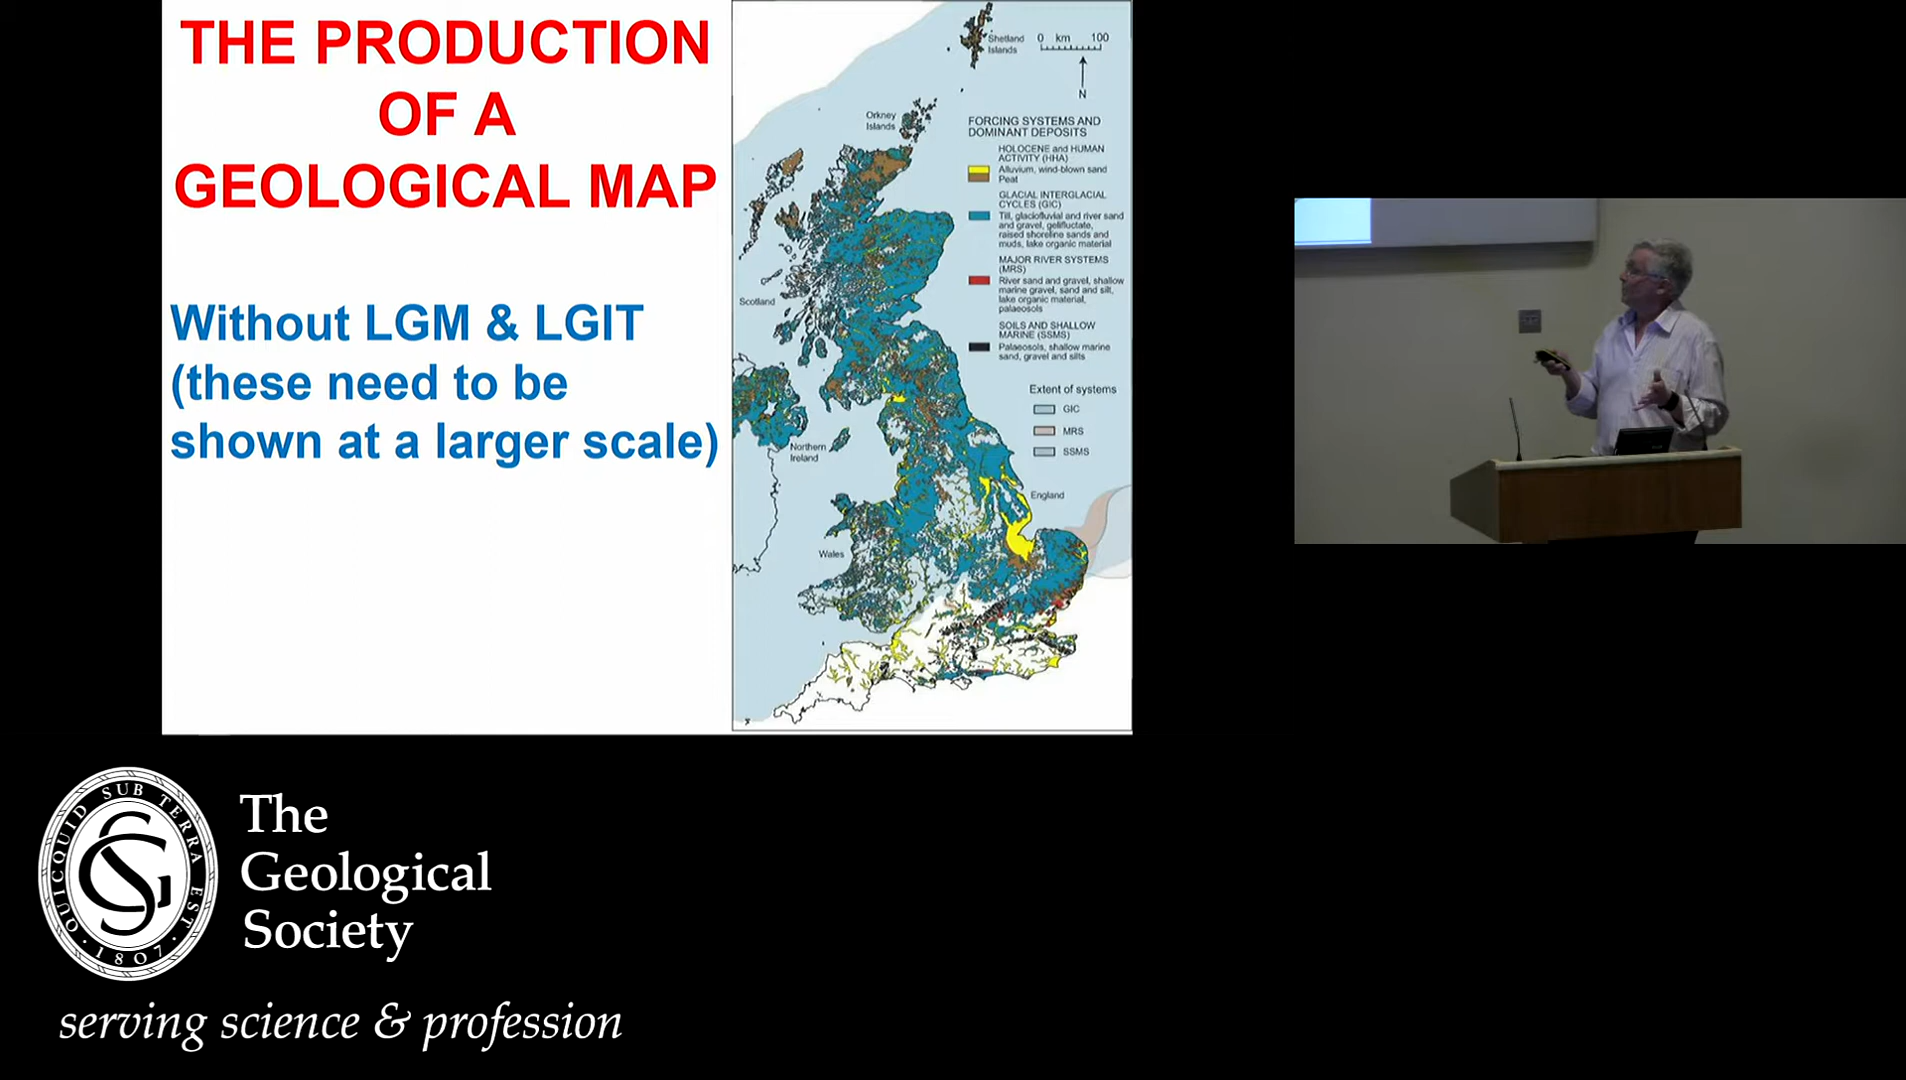 THE PRODUCTION
OF A
GEOLOGICAL MAP
Without LGM & LGIT
(these need to be
shown at a larger scale)
Shetland
Islands
0 km 100
N
Orkney
Islands
FORCING SYSTEMS AND
DOMINANT DEPOSITS
HOLOCENE and HUMAN
ACTIVITY (HHA)
Alluvium, wind-blown sand
Peat
GLACIAL INTERGLACIAL
CYCLES (GIC)
Till, glaciofluvial and river sand
and gravel, gelifluctate,
raised shoreline sands and
muds, lake organic material
MAJOR RIVER SYSTEMS
(MRS)
River sand and gravel, shallow
marine gravel, sand and silt,
lake organic material,
palaeosols
SOILS AND SHALLOW
MARINE (SSMS)
Palaeosols, shallow marine
sand, gravel and silts
Extent of systems
GIC
MRS
SSMS
Scotland
Northern
Ireland
England
Wales
QUICQUID SUB TERRA EST
1807
The
Geological
Society
serving science & profession